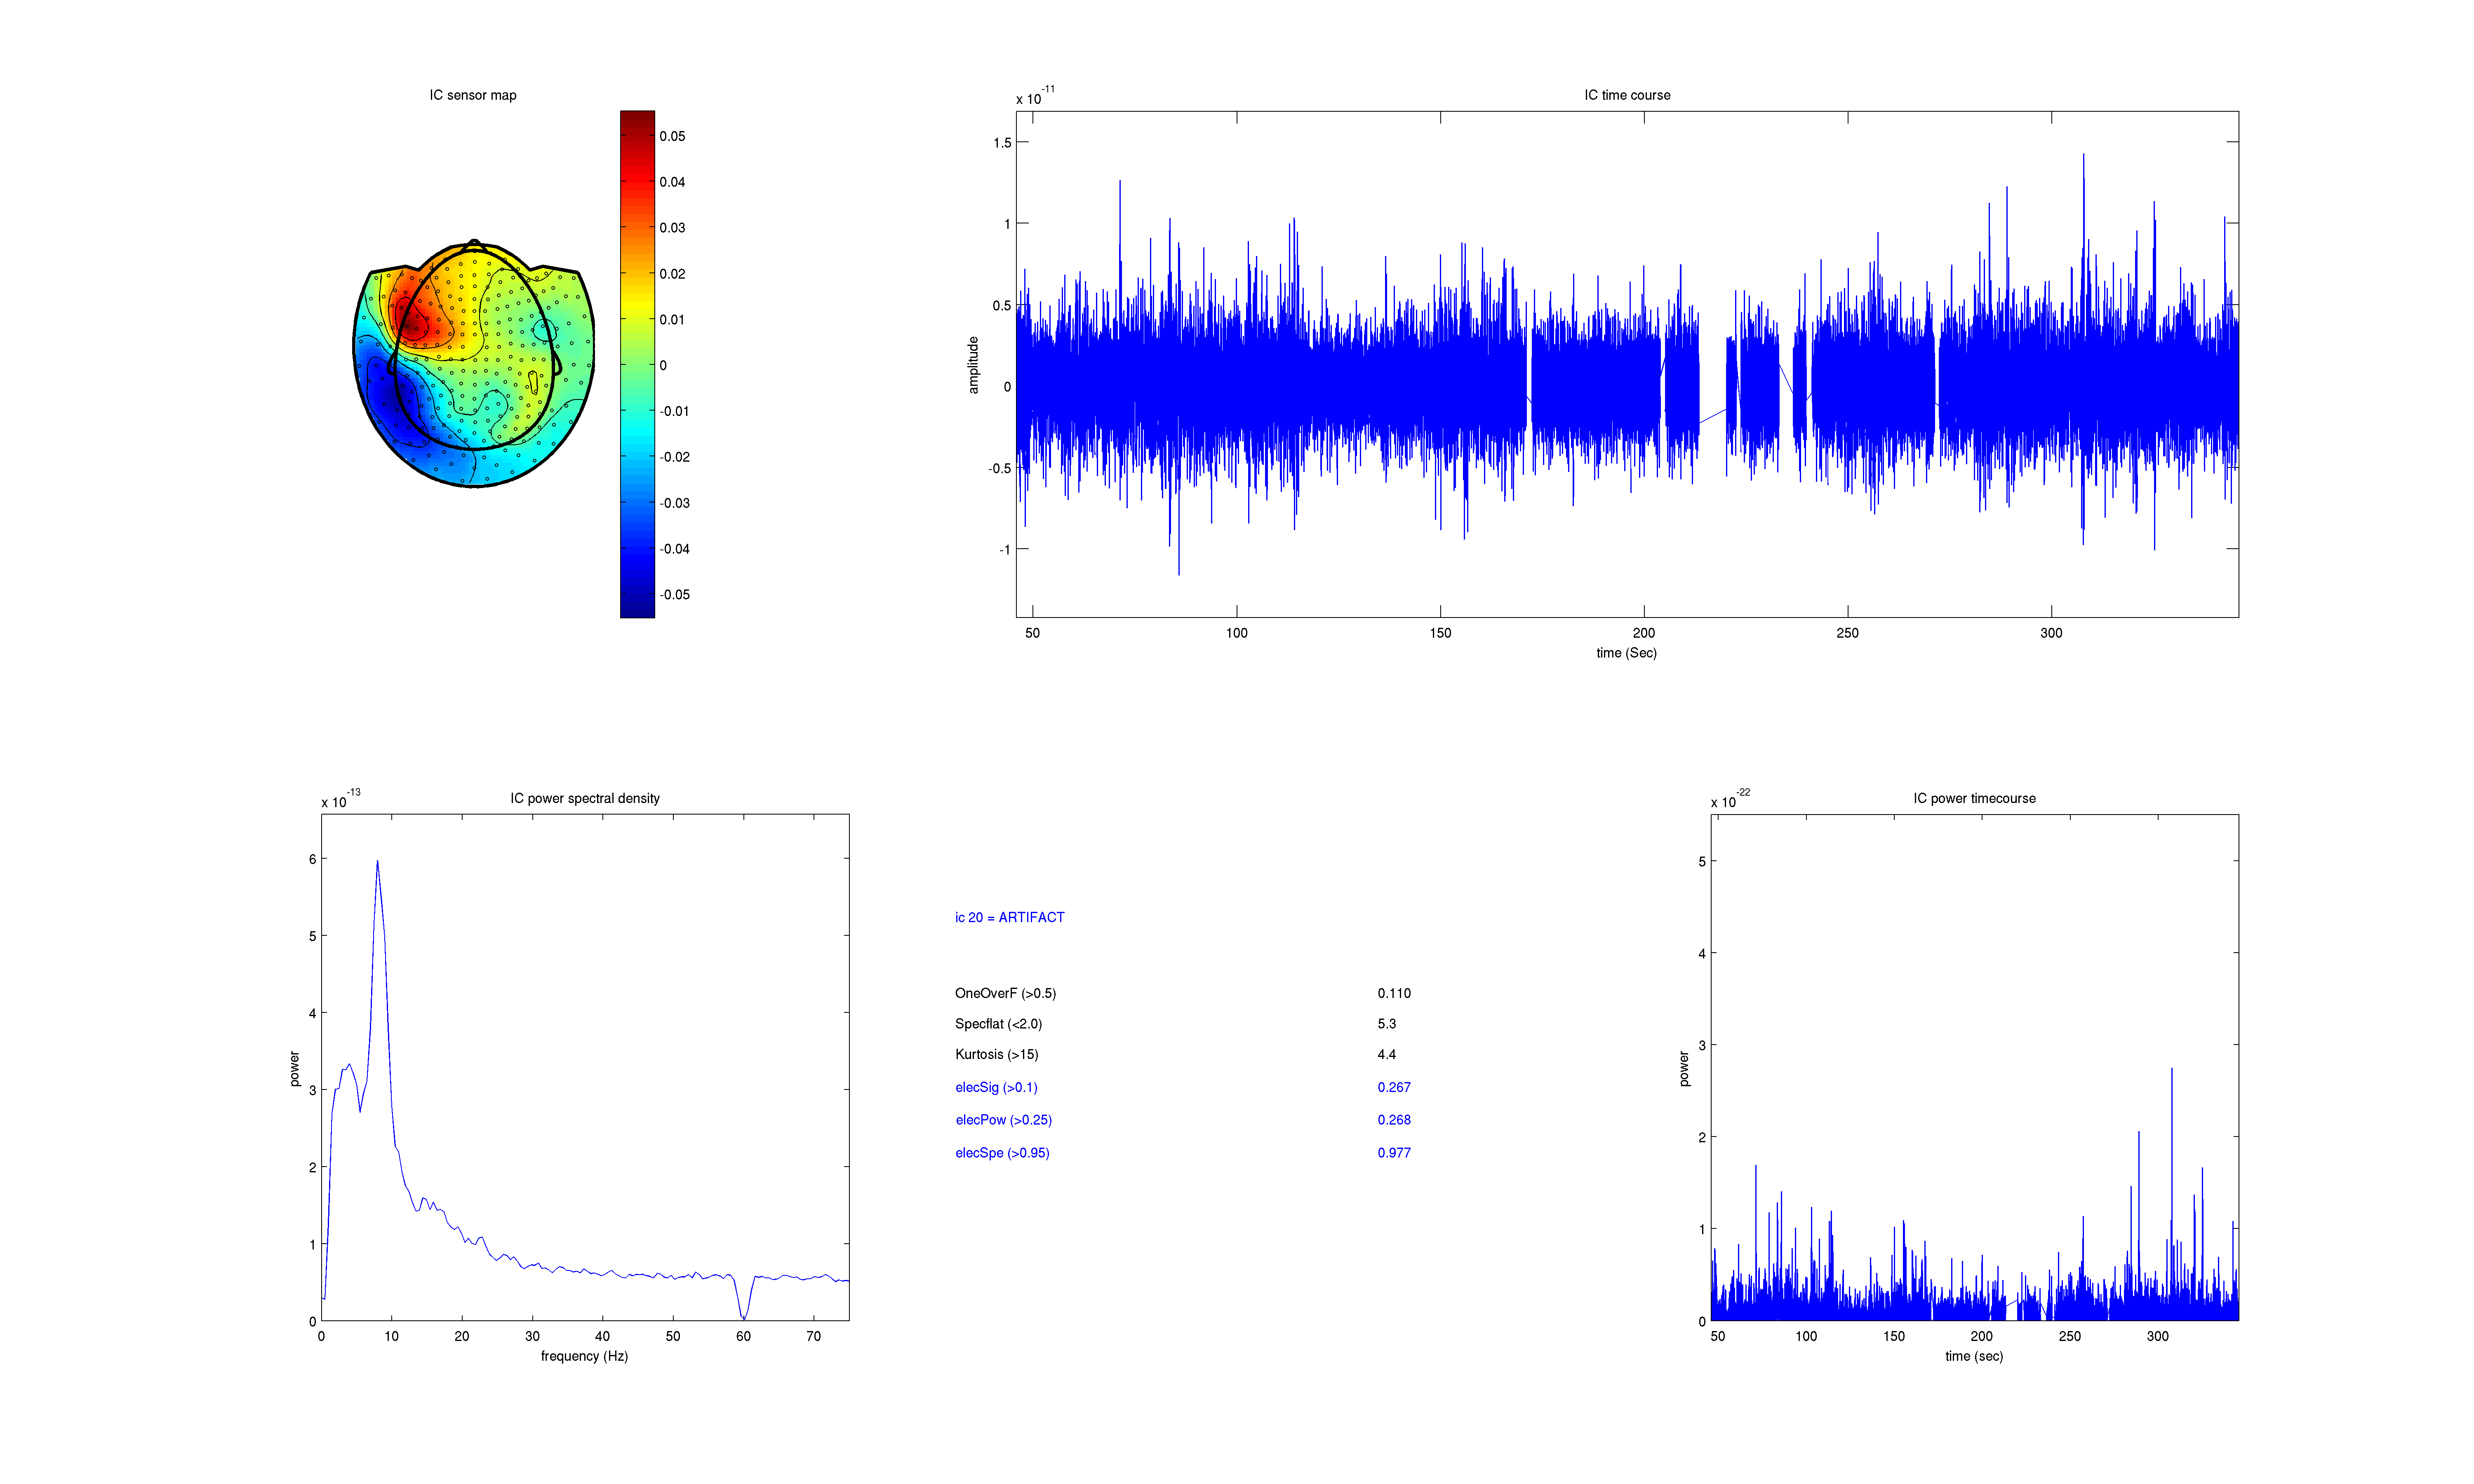 IC sensor map
0.05
0.04
0.03
0.02
0.01
0
-0.01
-0.02
-0.03
-0.04
-0.05
IC time course
x 10^-11
1.5
1
0.5
0
-0.5
-1
amplitude
50 100 150 200 250 300
time (Sec)
IC power spectral density
x 10^-13
6
5
4
3
2
1
0
power
0 10 20 30 40 50 60 70
frequency (Hz)
ic 20 = ARTIFACT
OneOverF (>0.5) 0.110
Specflat (<2.0) 5.3
Kurtosis (>15) 4.4
elecSig (>0.1) 0.267
elecPow (>0.25) 0.268
elecSpe (>0.95) 0.977
IC power timecourse
x 10^-22
5
4
3
2
1
0
power
50 100 150 200 250 300
time (sec)